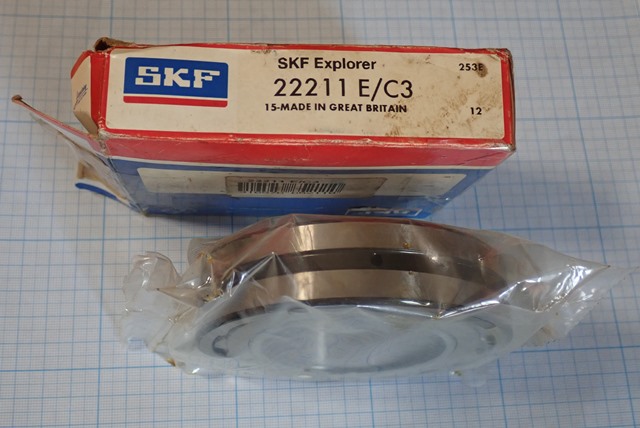 SKF
SKF Explorer
253E
22211 E/C3
15-MADE IN GREAT BRITAIN
12